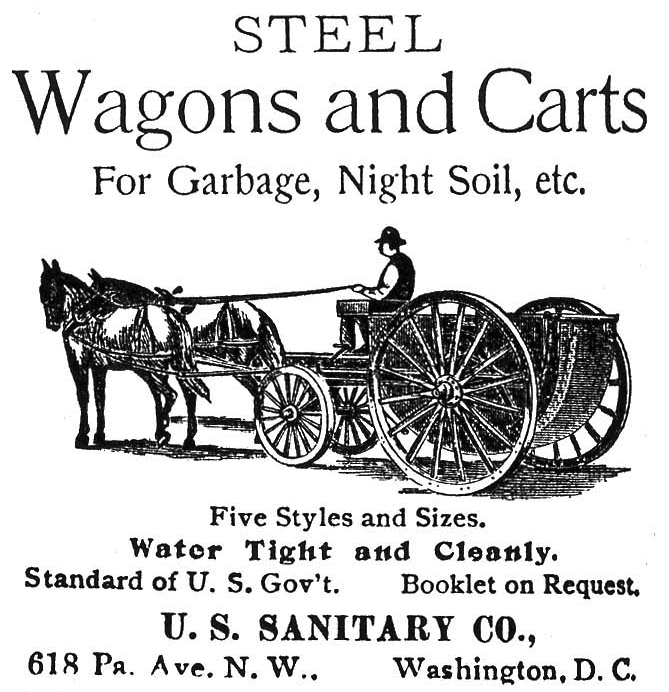 STEEL
Wagons and Carts
For Garbage, Night Soil, etc.
Five Styles and Sizes.
Water Tight and Cleanly.
Standard of U. S. Gov't. Booklet on Request.
U. S. SANITARY CO.,
618 Pa. Ave. N. W.. Washington, D. C.